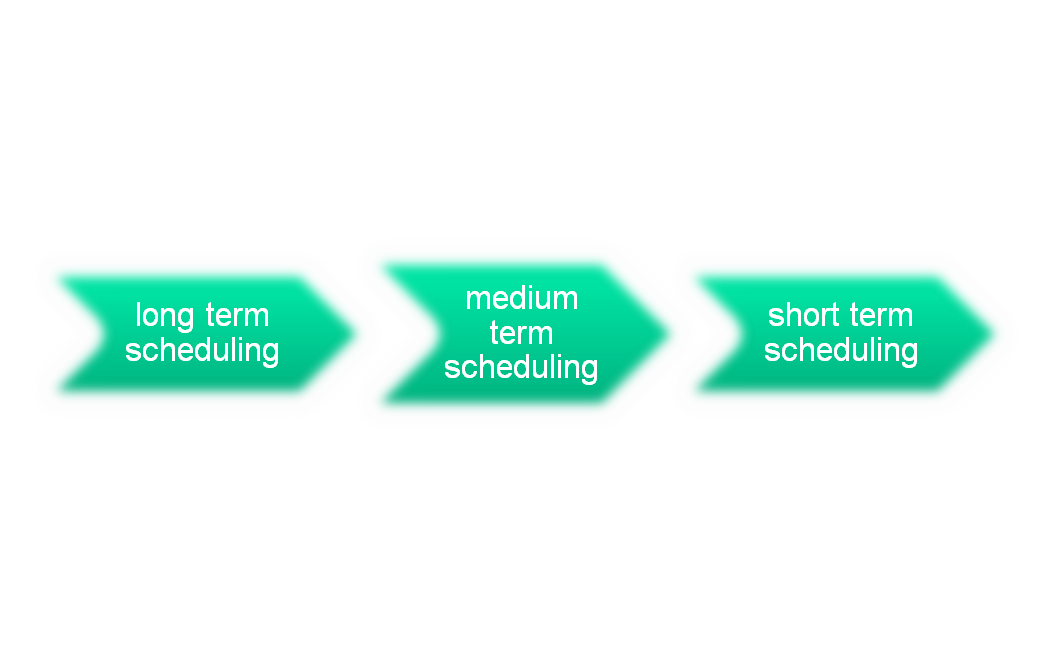 long term
scheduling
medium
term
scheduling
short term
scheduling